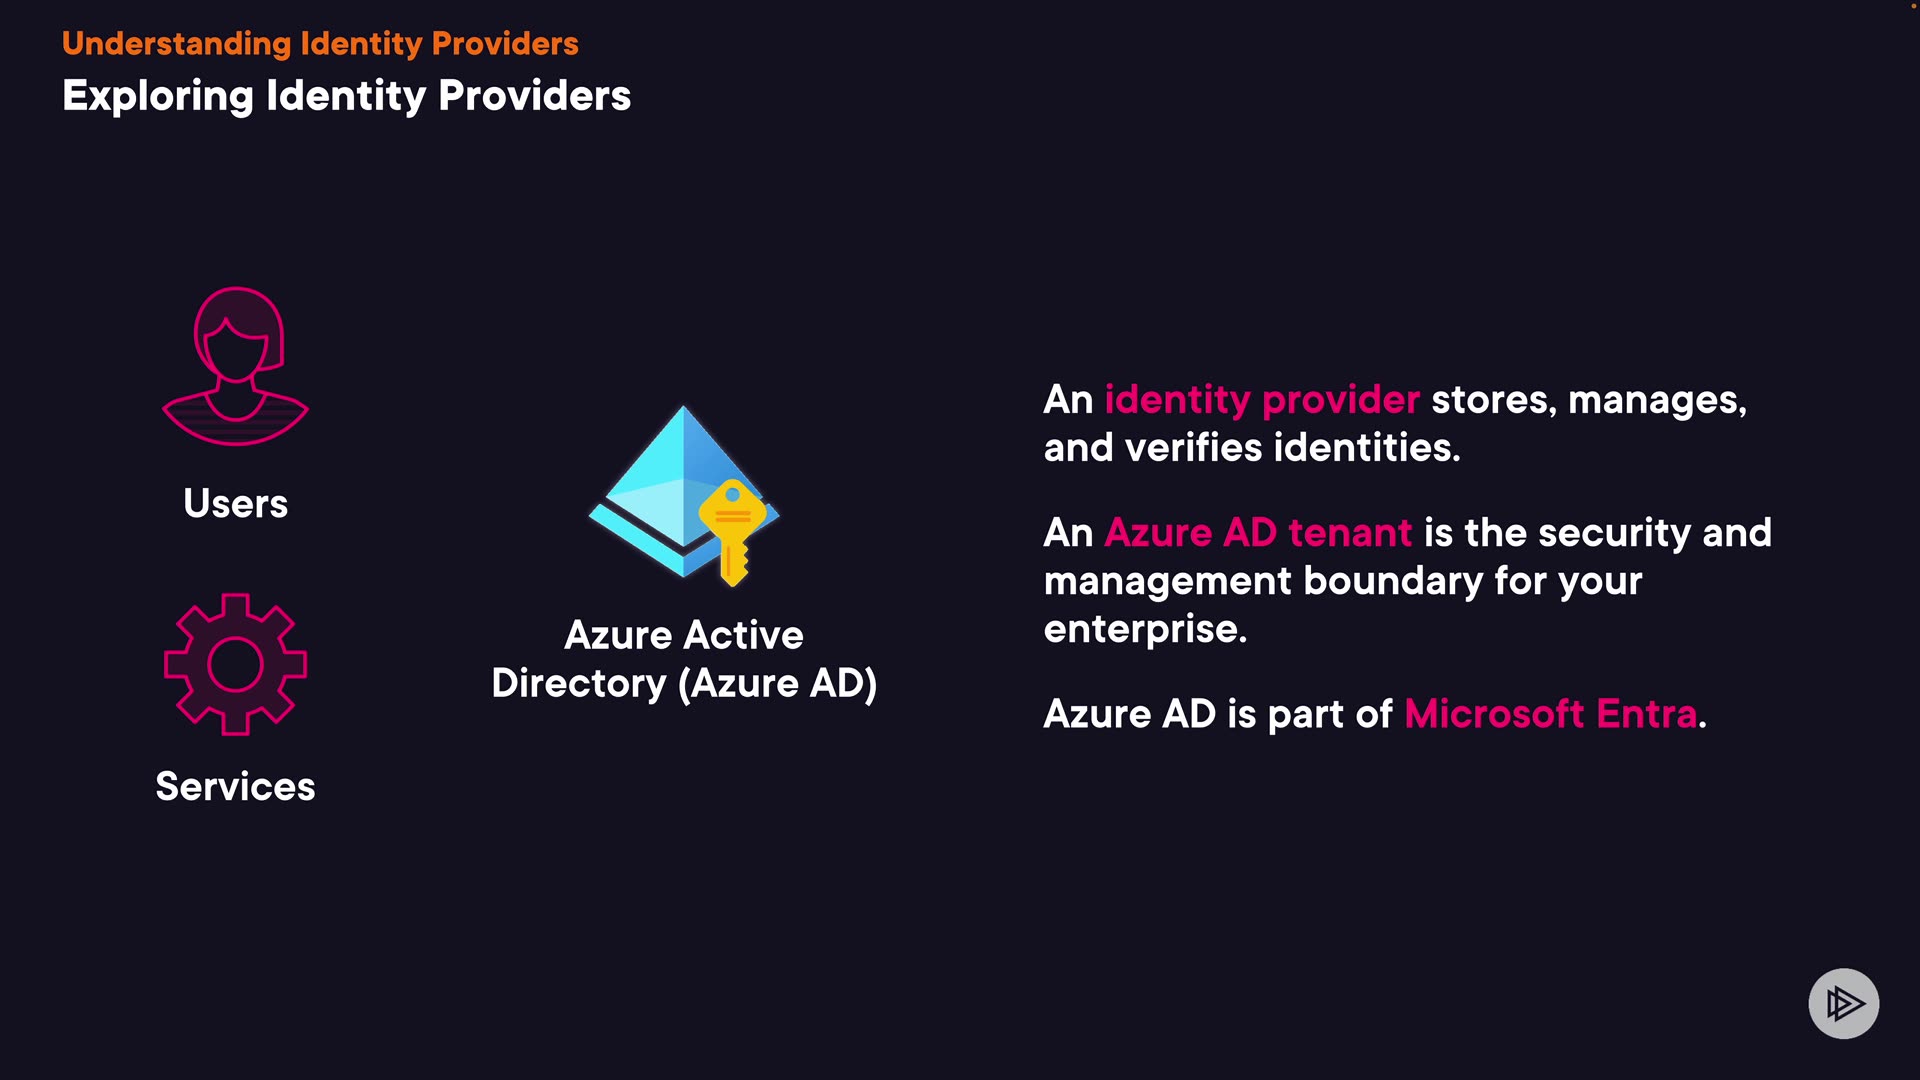 Understanding Identity Providers
Exploring Identity Providers
Users
Services
Azure Active
Directory (Azure AD)
An identity provider stores, manages,
and verifies identities.
An Azure AD tenant is the security and
management boundary for your
enterprise.
Azure AD is part of Microsoft Entra.